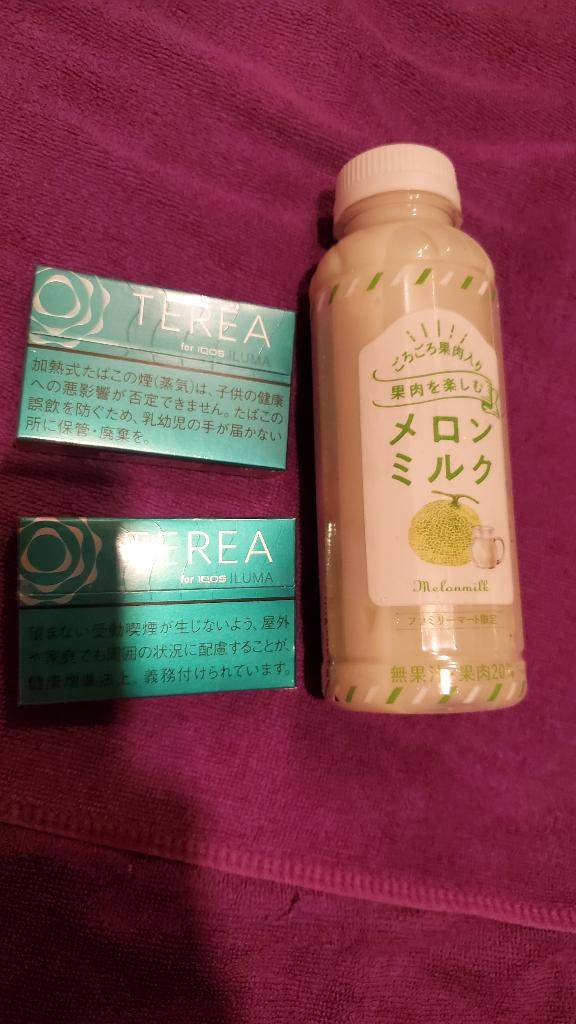 TEREA
for IQOS ILUMA
加熱式たばこの煙(蒸気)は、子供の健康
への悪影響が否定できません。たばこの
誤飲を防ぐため、乳幼児の手が届かない
所に保管・廃棄を。
TEREA
for IQOS ILUMA
望まない受動喫煙が生じないよう、屋外
や家庭でも周囲の状況に配慮することが、
健康増進法上、義務付けられています。
ごろごろ果肉入り
果肉を楽しむ
メロン
ミルク
Melonmilk
ファミリーマート限定
無果汁 果肉20%